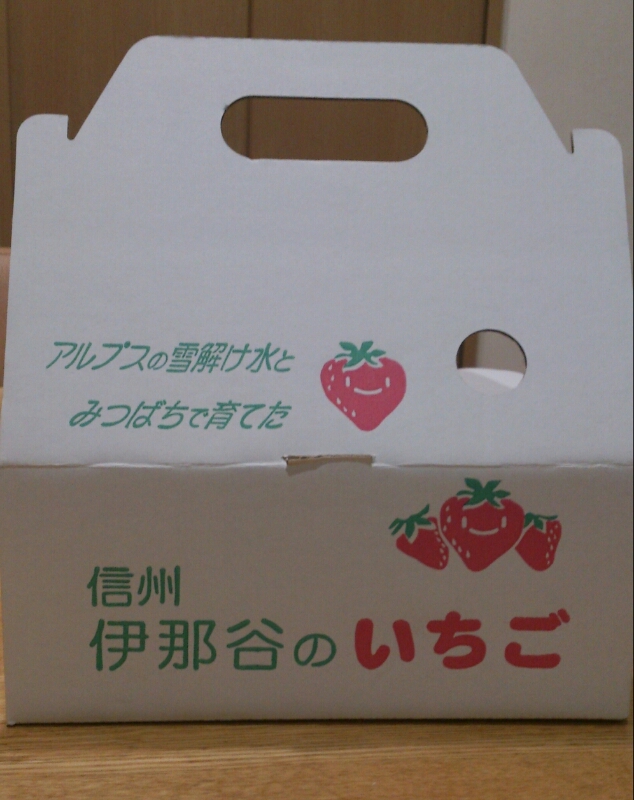 アルプスの雪解け水と
みつばちで育てた
信州
伊那谷のいちご